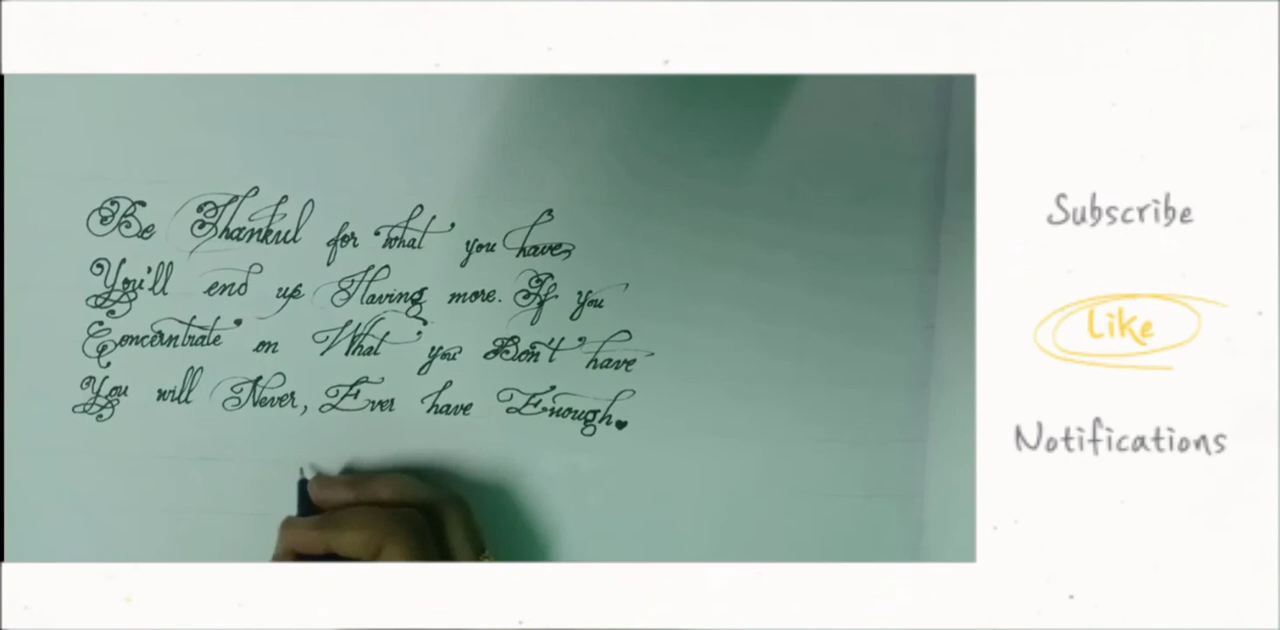 Be Thankul for what you have,
You'll end up Having more. If you
Concerntrate on What you Don't have
You will Never, Ever have Enough.
Subscribe
Like
Notifications